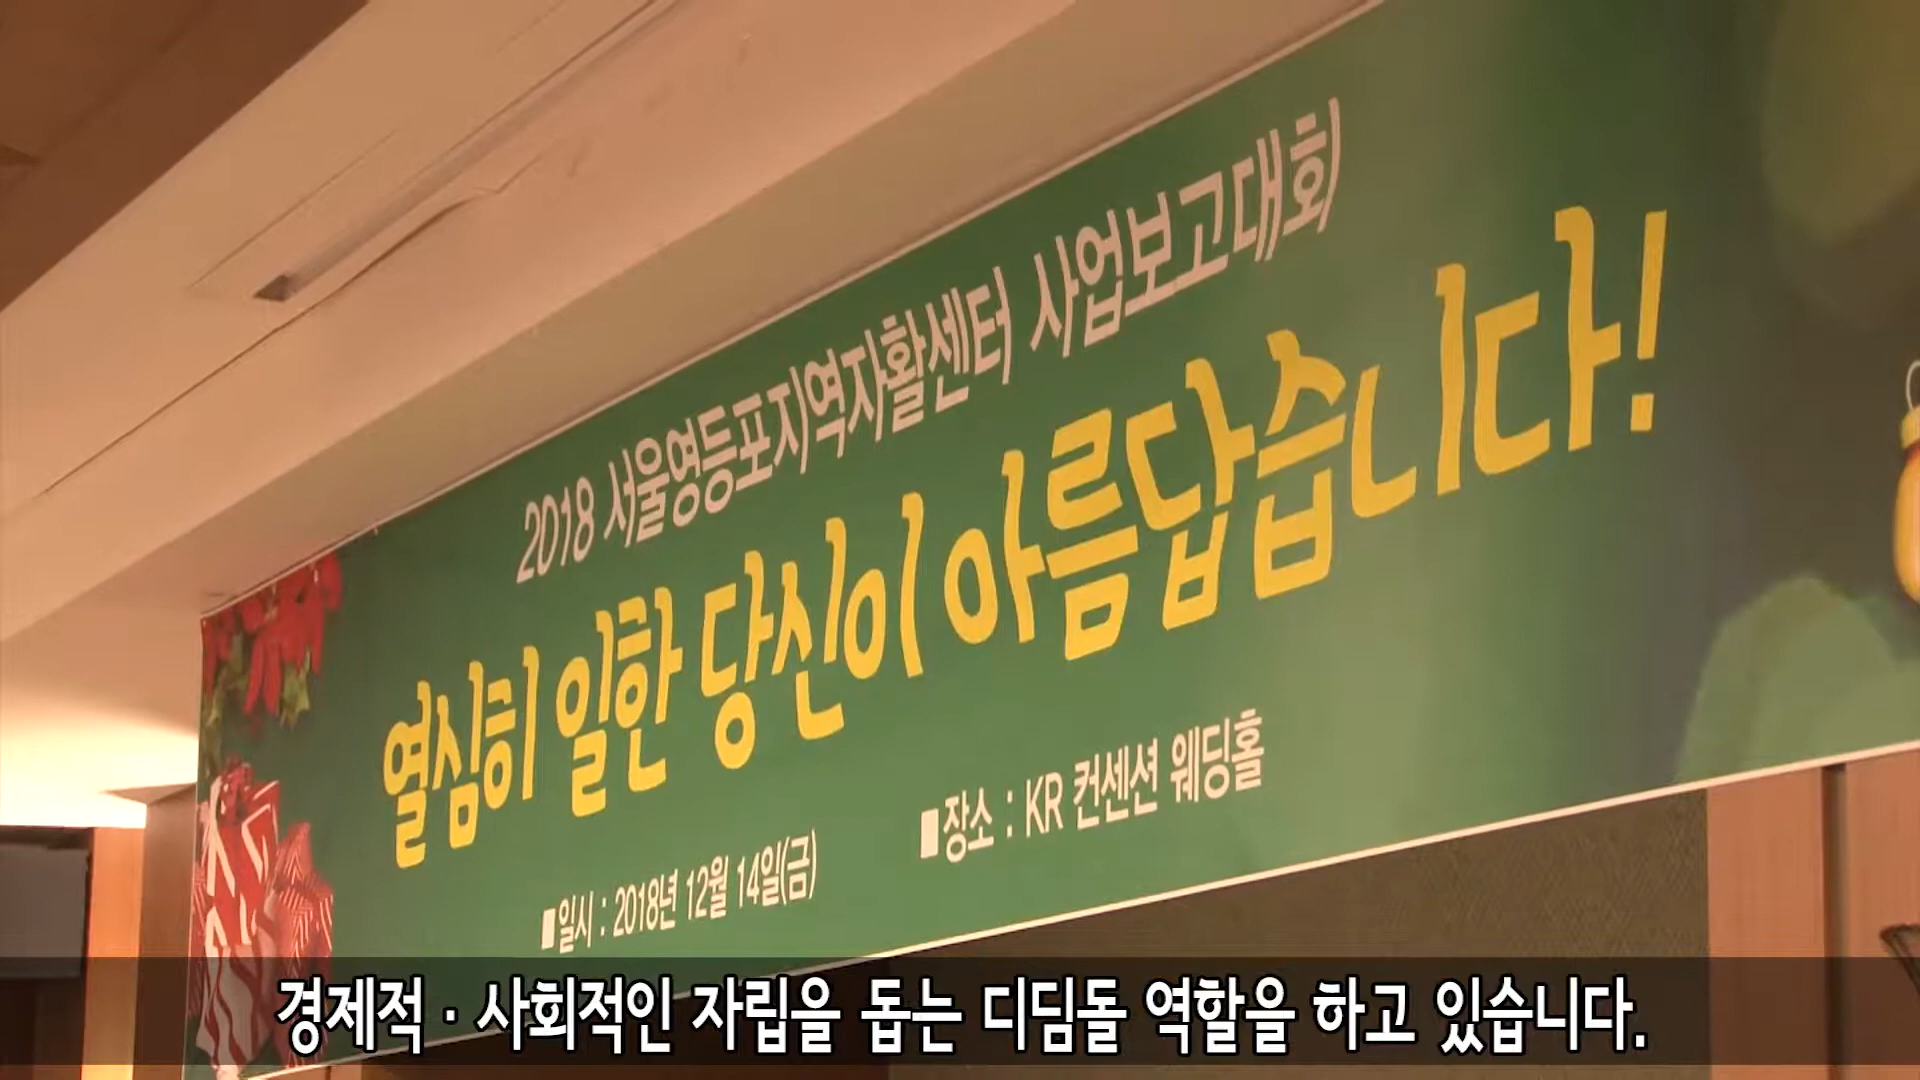 2018 서울영등포지역자활센터 사업보고대회
열심히 일한 당신이 아름답습니다!
■일시 : 2018년 12월 14일(금)
■장소 : KR 컨센션 웨딩홀
경제적 · 사회적인 자립을 돕는 디딤돌 역할을 하고 있습니다.